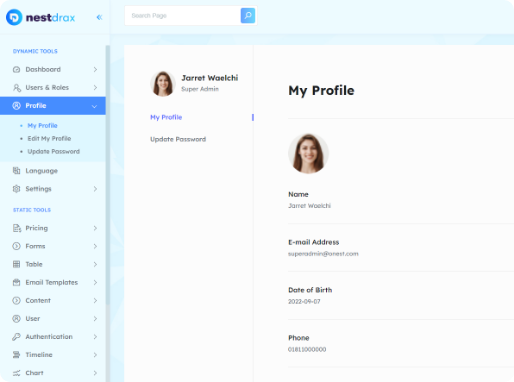 nestdrax
Search Page
DYNAMIC TOOLS
Dashboard
Users & Roles
Profile
My Profile
Edit My Profile
Update Password
Language
Settings
STATIC TOOLS
Pricing
Forms
Table
Email Templates
Content
User
Authentication
Timeline
Chart
Jarret Waelchi
Super Admin
My Profile
Update Password
My Profile
Name
Jarret Waelchi
E-mail Address
superadmin@onest.com
Date of Birth
2022-09-07
Phone
01811000000